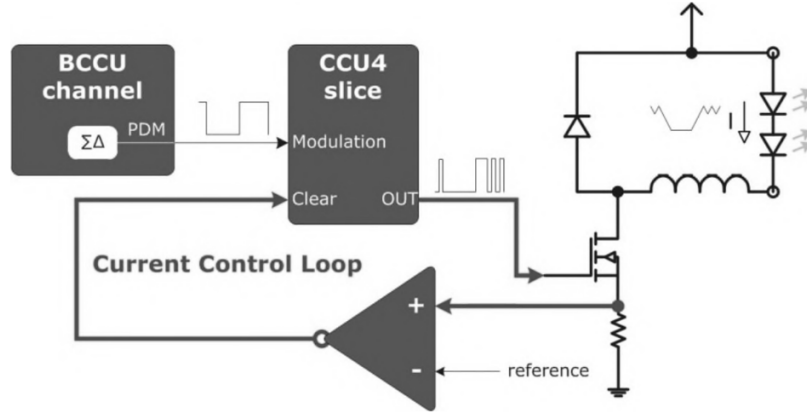 BCCU
channel
ΣΔ
PDM
CCU4
slice
Modulation
Clear
OUT
I
Current Control Loop
+
-
reference